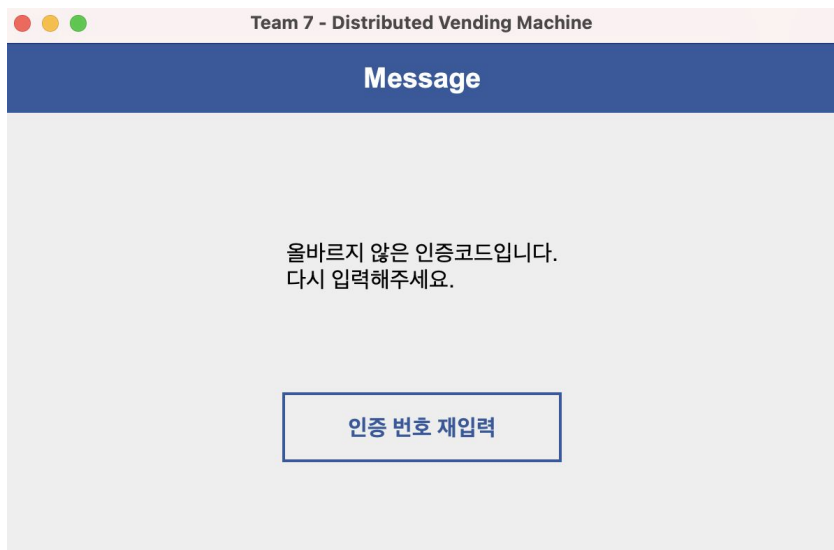 Team 7 - Distributed Vending Machine
Message
올바르지 않은 인증코드입니다.
다시 입력해주세요.
인증 번호 재입력